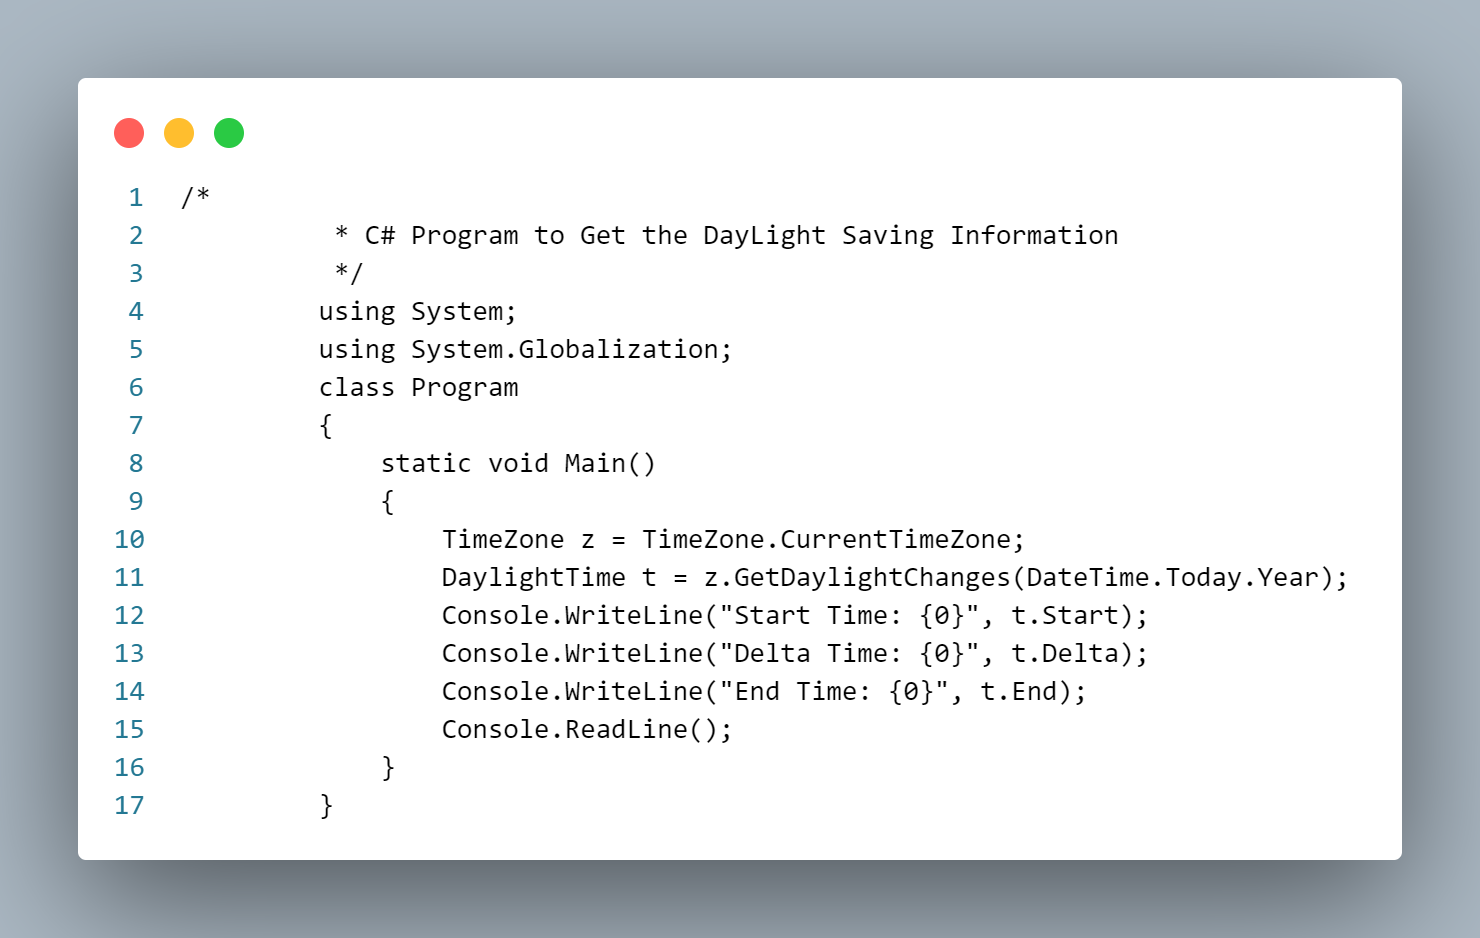 1 /*
2 * C# Program to Get the DayLight Saving Information
3 */
4 using System;
5 using System.Globalization;
6 class Program
7 {
8 static void Main()
9 {
10 TimeZone z = TimeZone.CurrentTimeZone;
11 DaylightTime t = z.GetDaylightChanges(DateTime.Today.Year);
12 Console.WriteLine("Start Time: {0}", t.Start);
13 Console.WriteLine("Delta Time: {0}", t.Delta);
14 Console.WriteLine("End Time: {0}", t.End);
15 Console.ReadLine();
16 }
17 }